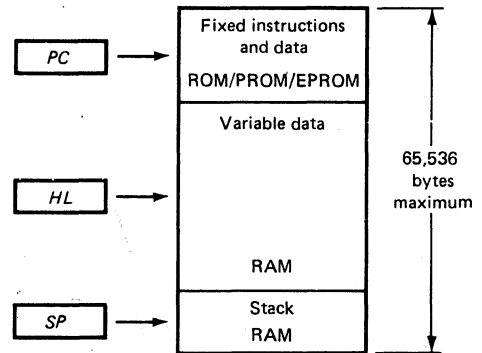 PC
HL
SP
Fixed instructions
and data
ROM/PROM/EPROM
Variable data
RAM
Stack
RAM
65,536
bytes
maximum